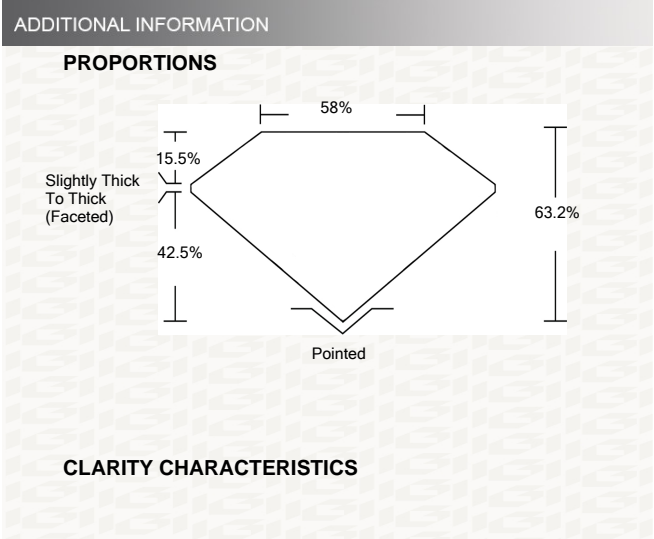 ADDITIONAL INFORMATION
PROPORTIONS
58%
15.5%
Slightly Thick
To Thick
(Faceted)
63.2%
42.5%
Pointed
CLARITY CHARACTERISTICS